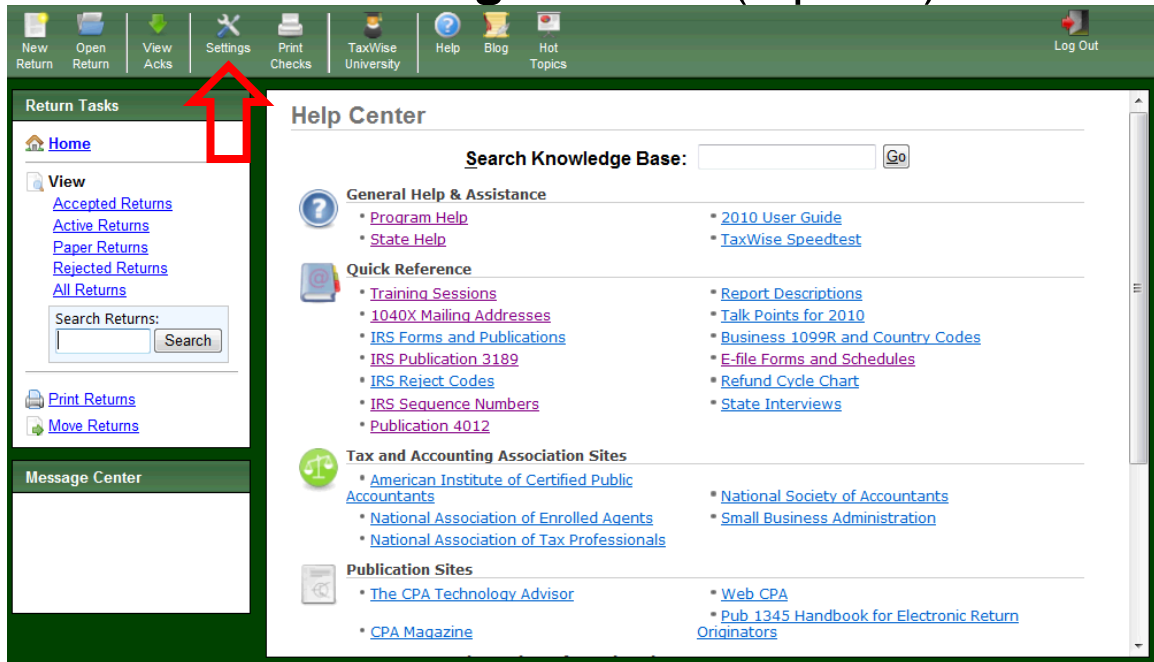 New Return
Open Return
View Acks
Settings
Print Checks
TaxWise University
Help
Blog
Hot Topics
Log Out
Return Tasks
Home
View
Accepted Returns
Active Returns
Paper Returns
Rejected Returns
All Returns
Search Returns:
Search
Print Returns
Move Returns
Message Center
Help Center
Search Knowledge Base: Go
General Help & Assistance
• Program Help
• State Help
• 2010 User Guide
• TaxWise Speedtest
Quick Reference
• Training Sessions
• 1040X Mailing Addresses
• IRS Forms and Publications
• IRS Publication 3189
• IRS Reject Codes
• IRS Sequence Numbers
• Publication 4012
• Report Descriptions
• Talk Points for 2010
• Business 1099R and Country Codes
• E-file Forms and Schedules
• Refund Cycle Chart
• State Interviews
Tax and Accounting Association Sites
• American Institute of Certified Public
Accountants
• National Association of Enrolled Agents
• National Association of Tax Professionals
• National Society of Accountants
• Small Business Administration
Publication Sites
• The CPA Technology Advisor
• CPA Magazine
• Web CPA
• Pub 1345 Handbook for Electronic Return
Originators